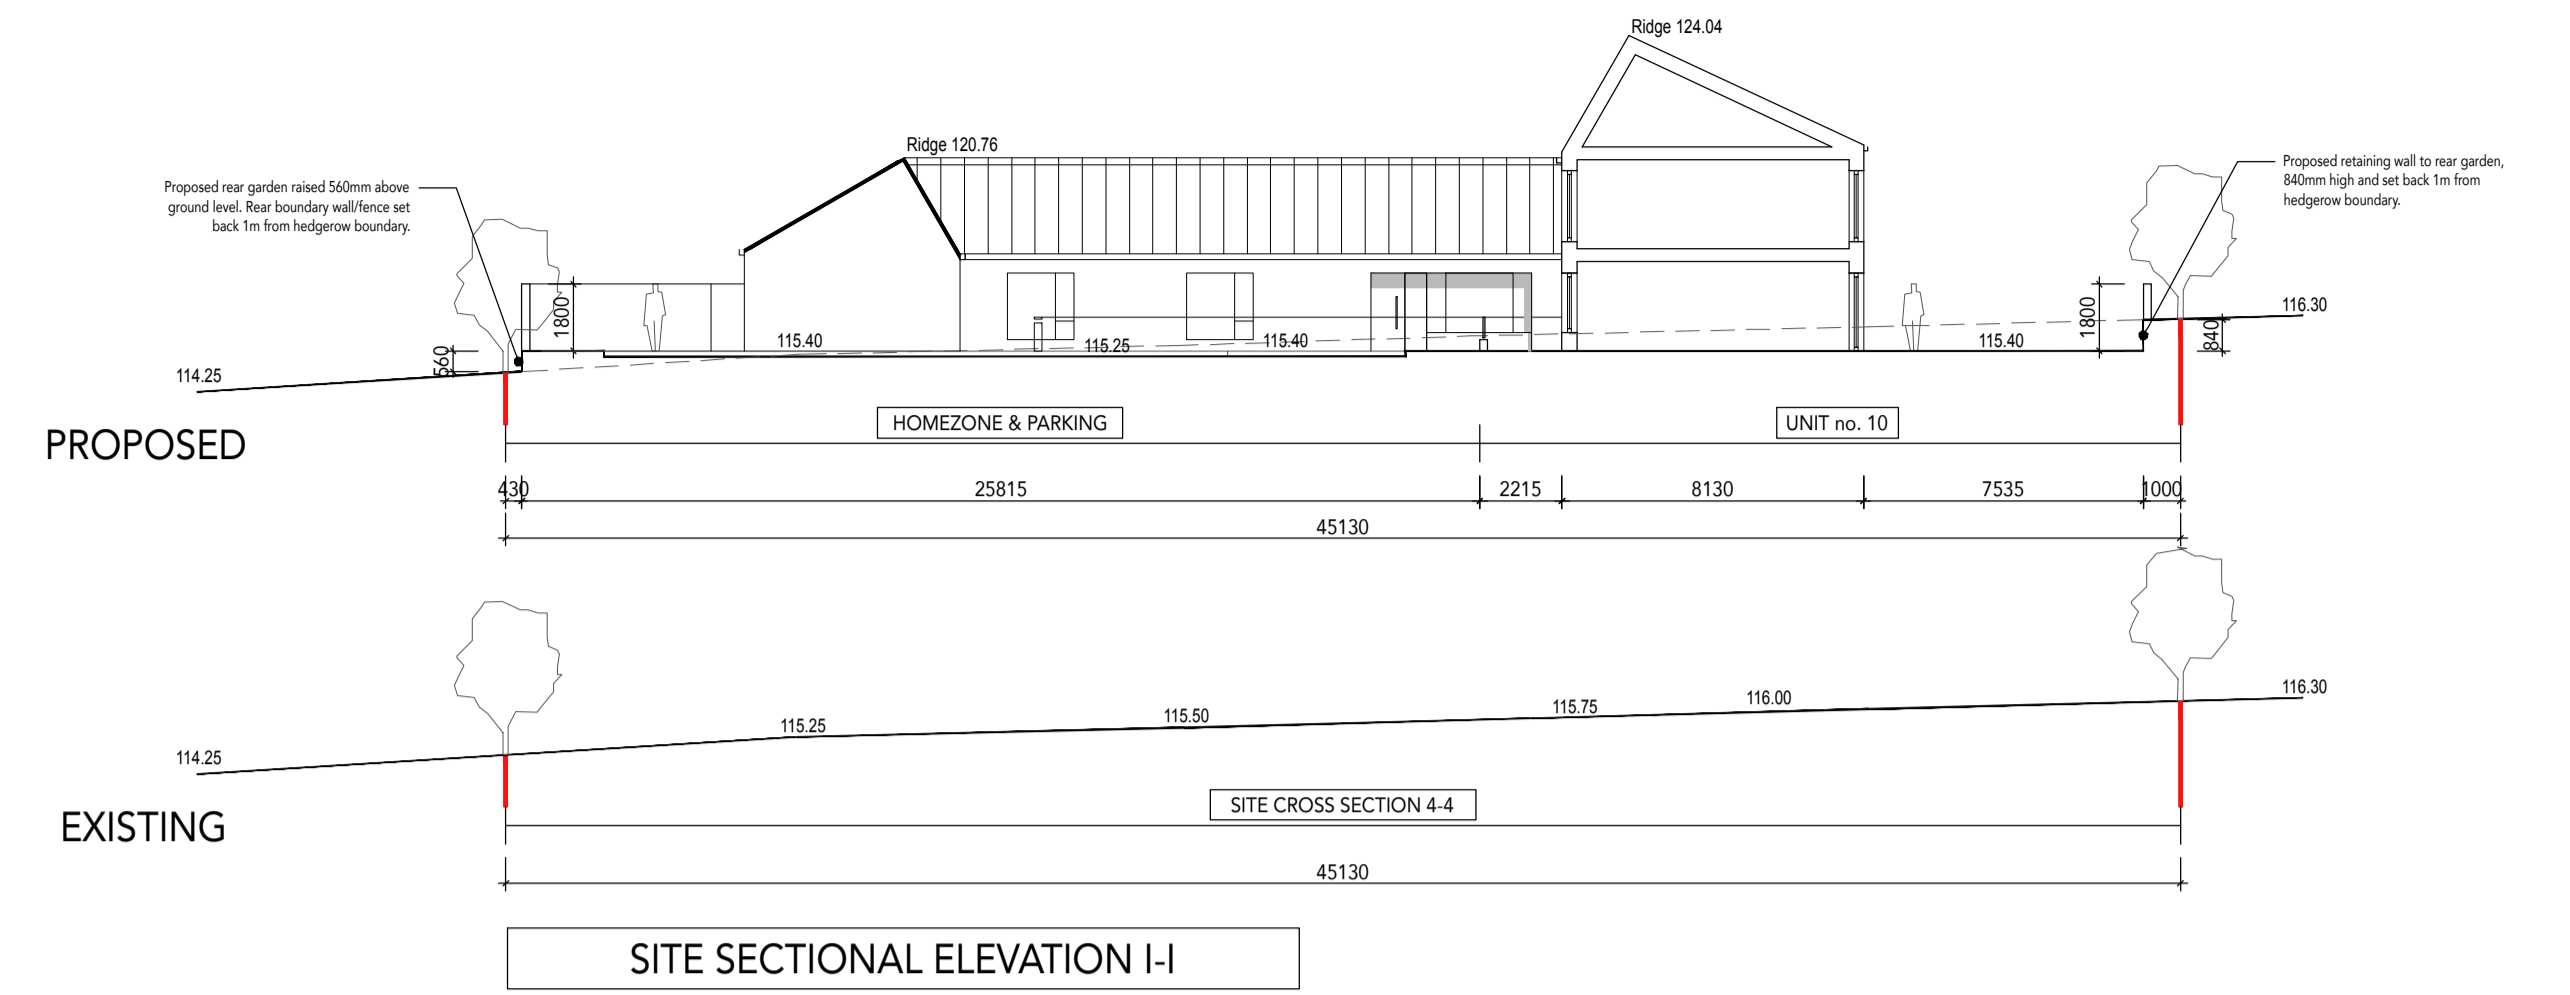 Ridge 124.04
Ridge 120.76
Proposed rear garden raised 560mm above
ground level. Rear boundary wall/fence set
back 1m from hedgerow boundary.
Proposed retaining wall to rear garden,
840mm high and set back 1m from
hedgerow boundary.
1800
560
115.40
115.25
115.40
115.40
1800
840
116.30
114.25
PROPOSED
HOMEZONE & PARKING
UNIT no. 10
430
25815
2215
8130
7535
1000
45130
114.25
115.25
115.50
115.75
116.00
116.30
EXISTING
SITE CROSS SECTION 4-4
45130
SITE SECTIONAL ELEVATION I-I